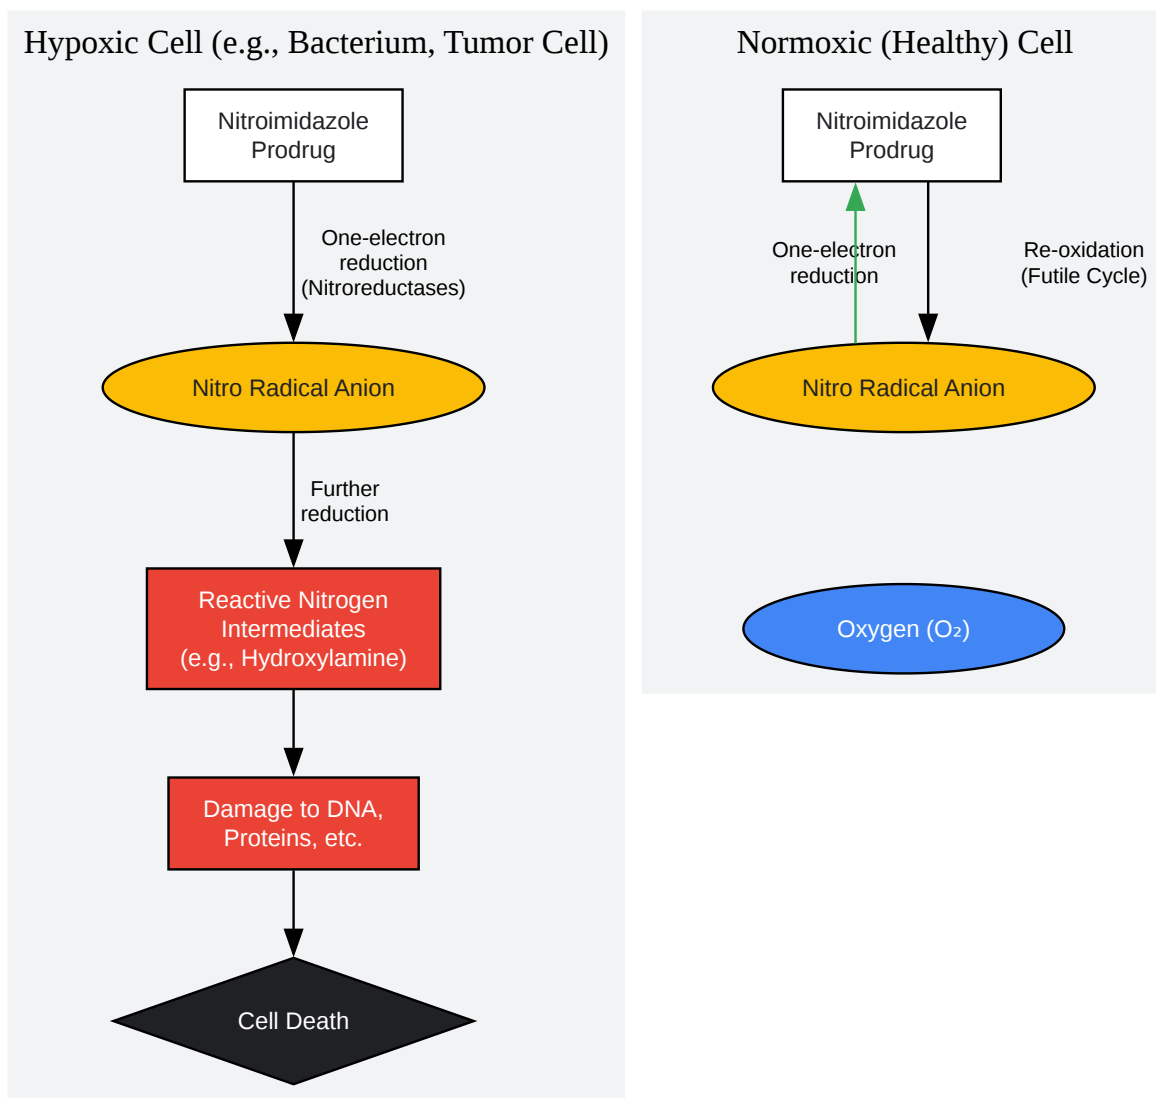 Hypoxic Cell (e.g., Bacterium, Tumor Cell)
Nitroimidazole
Prodrug
One-electron
reduction
(Nitroreductases)
Nitro Radical Anion
Further
reduction
Reactive Nitrogen
Intermediates
(e.g., Hydroxylamine)
Damage to DNA,
Proteins, etc.
Cell Death
Normoxic (Healthy) Cell
Nitroimidazole
Prodrug
One-electron
reduction
Re-oxidation
(Futile Cycle)
Nitro Radical Anion
Oxygen (O₂)